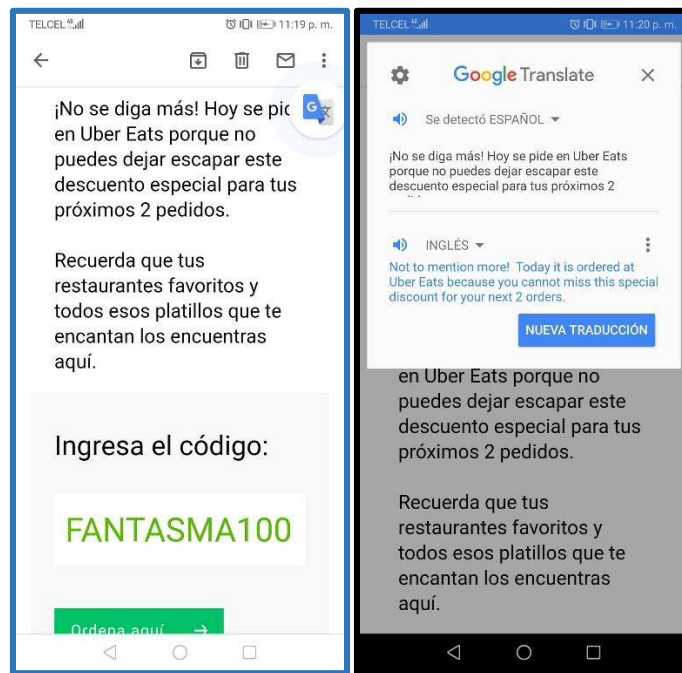 TELCEL 4G 11:19 p. m.
¡No se diga más! Hoy se pide
en Uber Eats porque no
puedes dejar escapar este
descuento especial para tus
próximos 2 pedidos.
Recuerda que tus
restaurantes favoritos y
todos esos platillos que te
encantan los encuentras
aquí.
Ingresa el código:
FANTASMA100
Ordena aquí →
TELCEL 4G 11:20 p. m.
Google Translate
Se detectó ESPAÑOL
¡No se diga más! Hoy se pide en Uber Eats
porque no puedes dejar escapar este
descuento especial para tus próximos 2
INGLÉS
Not to mention more! Today it is ordered at
Uber Eats because you cannot miss this special
discount for your next 2 orders.
NUEVA TRADUCCIÓN
en Uber Eats porque no
puedes dejar escapar este
descuento especial para tus
próximos 2 pedidos.
Recuerda que tus
restaurantes favoritos y
todos esos platillos que te
encantan los encuentras
aquí.